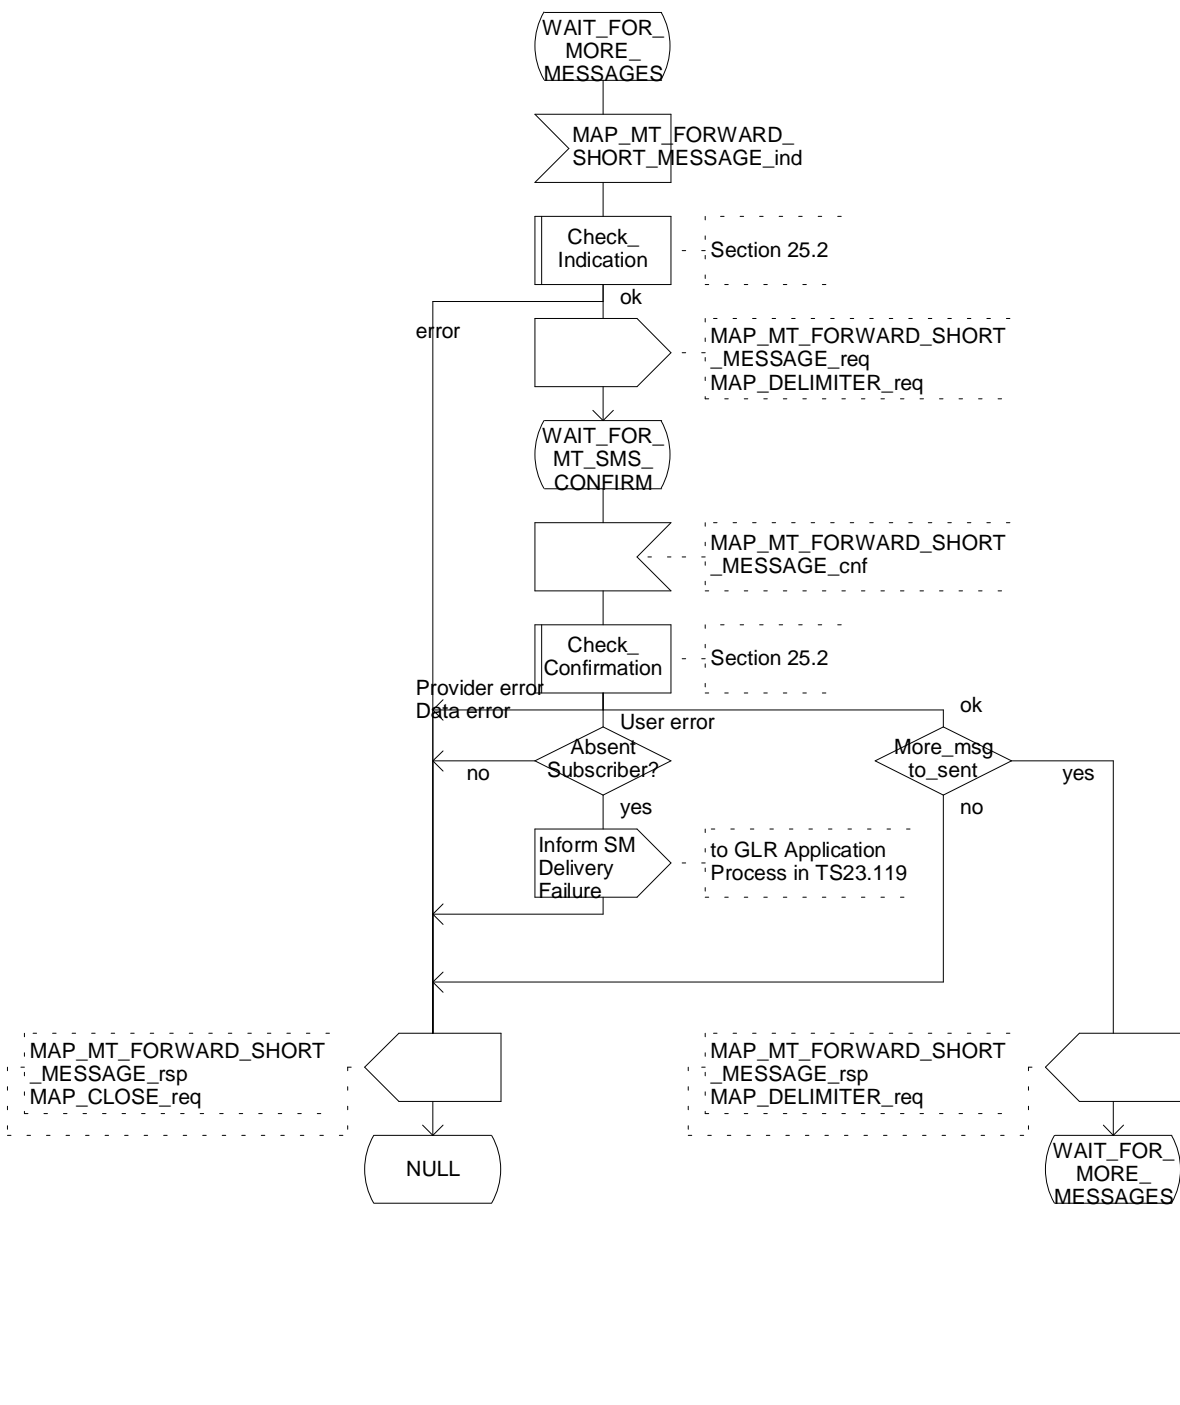 WAIT_FOR_
MORE_
MESSAGES
MAP_MT_FORWARD_
SHORT_MESSAGE_ind
Check_
Indication
Section 25.2
ok
error
MAP_MT_FORWARD_SHORT
_MESSAGE_req
MAP_DELIMITER_req
WAIT_FOR_
MT_SMS_
CONFIRM
MAP_MT_FORWARD_SHORT
_MESSAGE_cnf
Check_
Confirmation
Section 25.2
Provider error
Data error
User error
ok
Absent
Subscriber?
no
yes
More_msg
to_sent
yes
no
Inform SM
Delivery
Failure
to GLR Application
Process in TS23.119
MAP_MT_FORWARD_SHORT
_MESSAGE_rsp
MAP_CLOSE_req
MAP_MT_FORWARD_SHORT
_MESSAGE_rsp
MAP_DELIMITER_req
NULL
WAIT_FOR_
MORE_
MESSAGES